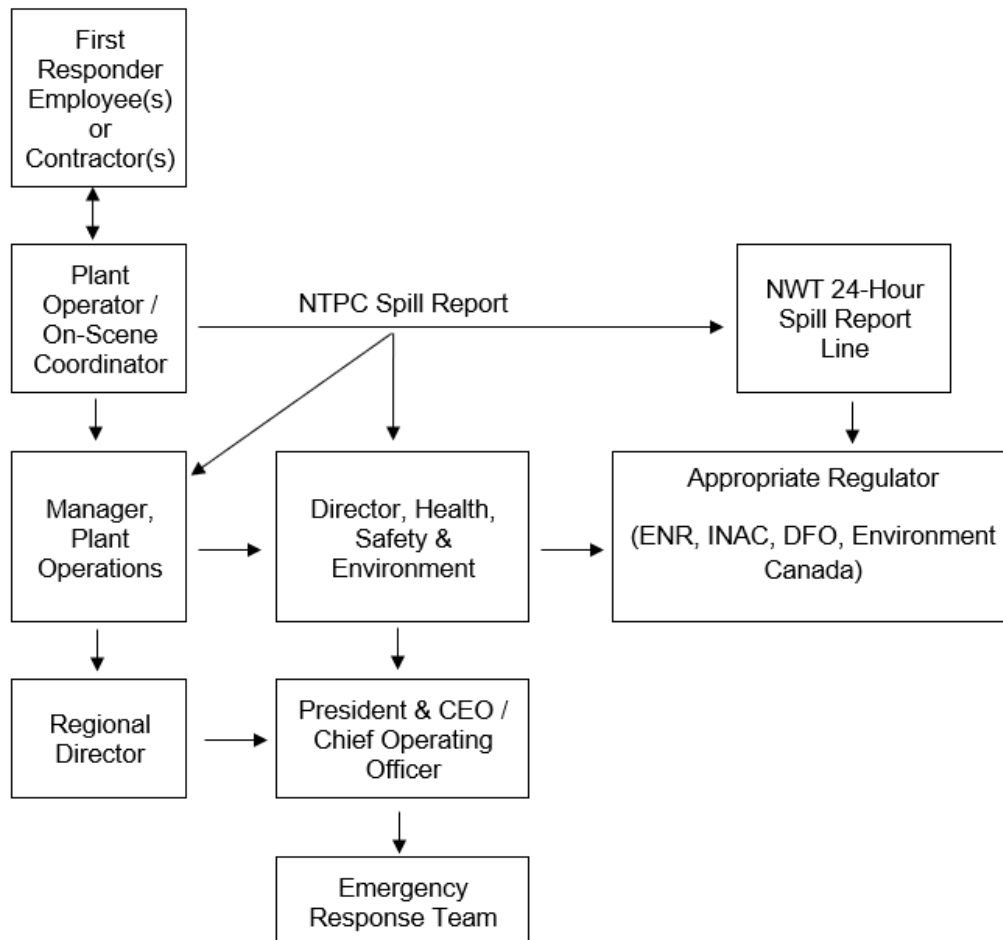 First
Responder
Employee(s)
or
Contractor(s)
Plant
Operator /
On-Scene
Coordinator
NTPC Spill Report
NWT 24-Hour
Spill Report
Line
Manager,
Plant
Operations
Director, Health,
Safety &
Environment
Appropriate Regulator
(ENR, INAC, DFO, Environment
Canada)
Regional
Director
President & CEO /
Chief Operating
Officer
Emergency
Response Team